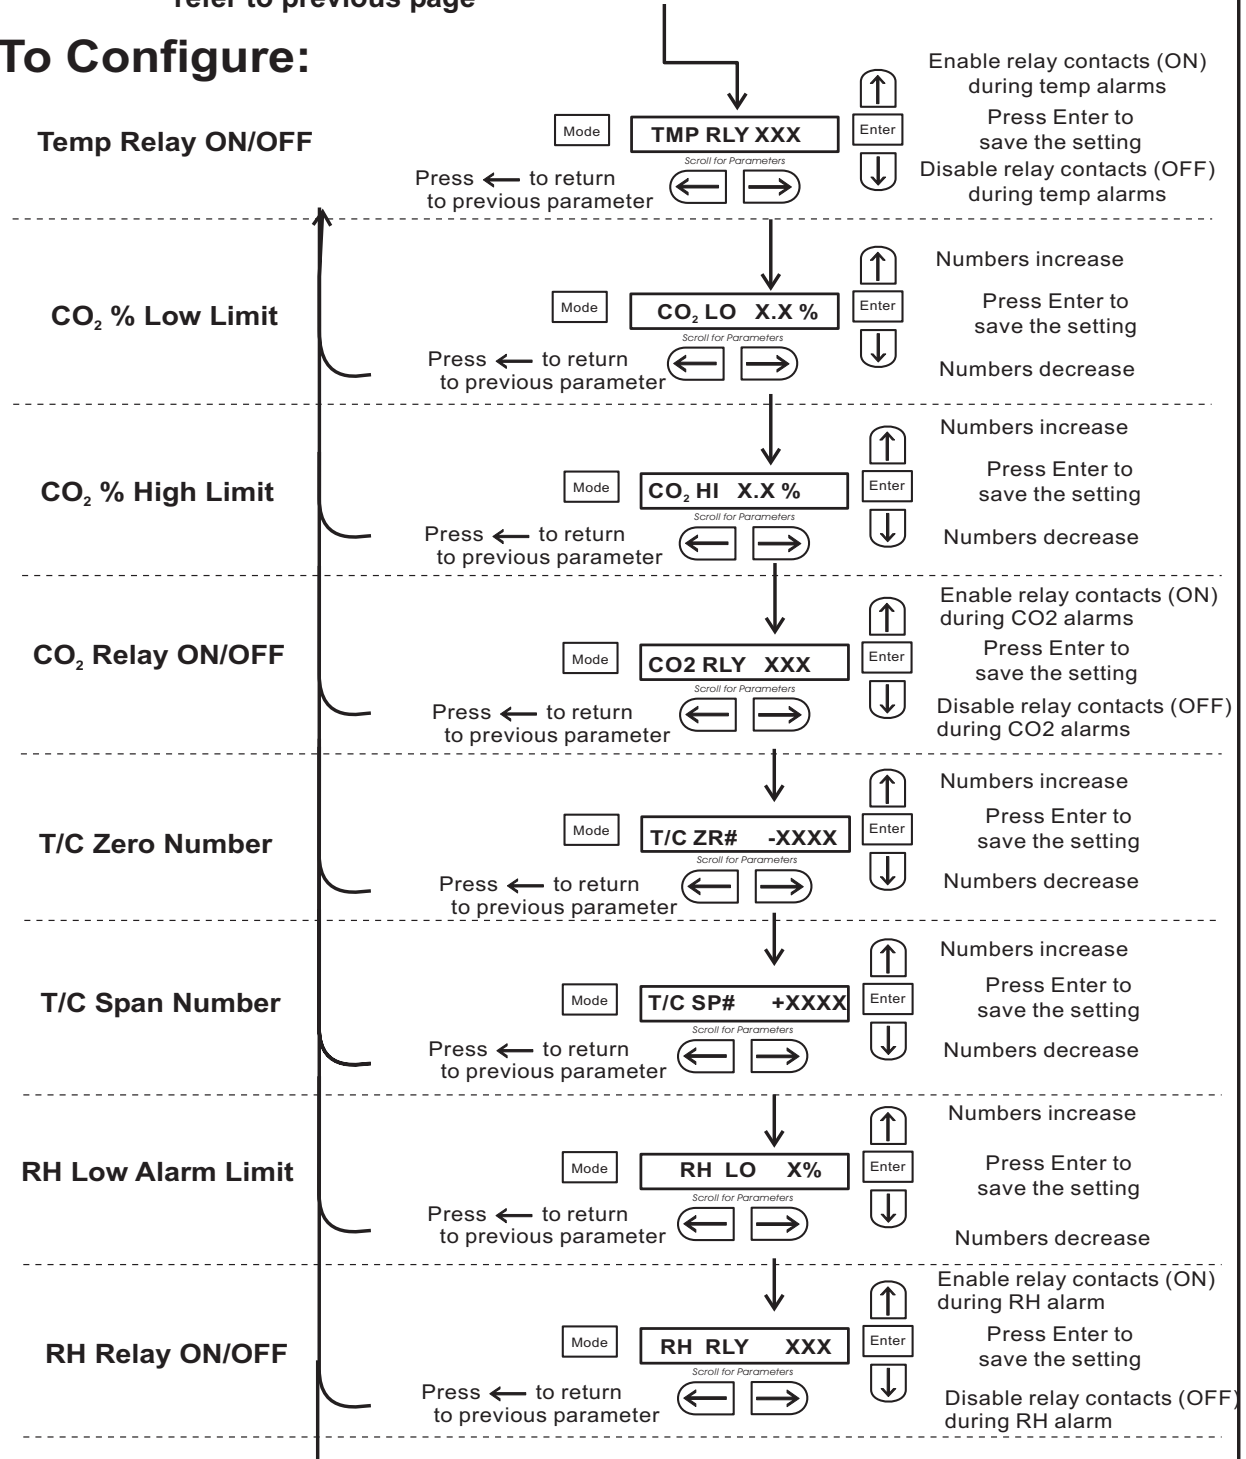 refer to previous page
To Configure:
Temp Relay ON/OFF
Mode
TMP RLY XXX
Scroll for Parameters
Press ← to return
to previous parameter
Enable relay contacts (ON)
during temp alarms
Enter
Press Enter to
save the setting
Disable relay contacts (OFF)
during temp alarms
CO₂ % Low Limit
Mode
CO₂ LO X.X %
Scroll for Parameters
Press ← to return
to previous parameter
Numbers increase
Enter
Press Enter to
save the setting
Numbers decrease
CO₂ % High Limit
Mode
CO₂ HI X.X %
Scroll for Parameters
Press ← to return
to previous parameter
Numbers increase
Enter
Press Enter to
save the setting
Numbers decrease
CO₂ Relay ON/OFF
Mode
CO2 RLY XXX
Scroll for Parameters
Press ← to return
to previous parameter
Enable relay contacts (ON)
during CO2 alarms
Enter
Press Enter to
save the setting
Disable relay contacts (OFF)
during CO2 alarms
T/C Zero Number
Mode
T/C ZR# -XXXX
Scroll for Parameters
Press ← to return
to previous parameter
Numbers increase
Enter
Press Enter to
save the setting
Numbers decrease
T/C Span Number
Mode
T/C SP# +XXXX
Scroll for Parameters
Press ← to return
to previous parameter
Numbers increase
Enter
Press Enter to
save the setting
Numbers decrease
RH Low Alarm Limit
Mode
RH LO X%
Scroll for Parameters
Press ← to return
to previous parameter
Numbers increase
Enter
Press Enter to
save the setting
Numbers decrease
RH Relay ON/OFF
Mode
RH RLY XXX
Scroll for Parameters
Press ← to return
to previous parameter
Enable relay contacts (ON)
during RH alarm
Enter
Press Enter to
save the setting
Disable relay contacts (OFF)
during RH alarm